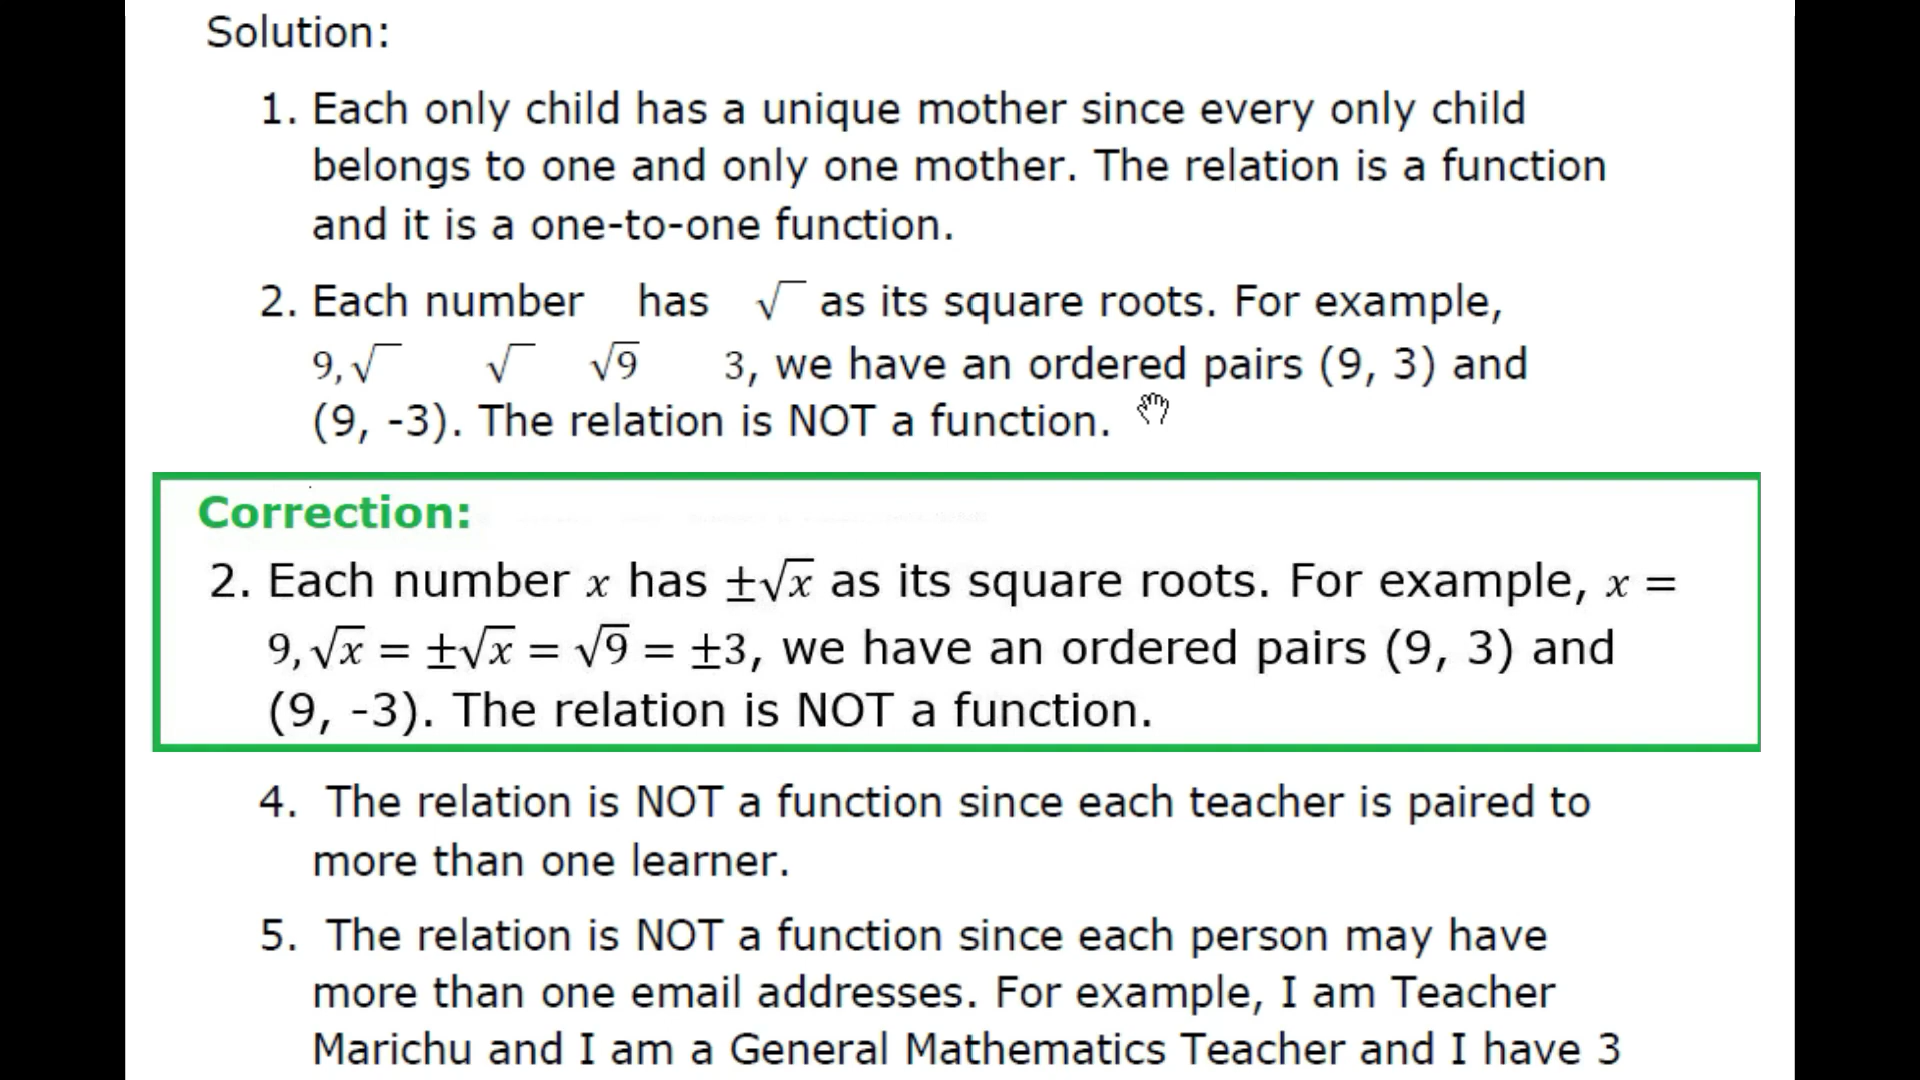 Solution:
1. Each only child has a unique mother since every only child
belongs to one and only one mother. The relation is a function
and it is a one-to-one function.
2. Each number has √ as its square roots. For example,
9,√ √ √9 3, we have an ordered pairs (9, 3) and
(9, -3). The relation is NOT a function.
Correction:
2. Each number x has ±√x as its square roots. For example, x =
9,√x = ±√x = √9 = ±3, we have an ordered pairs (9, 3) and
(9, -3). The relation is NOT a function.
4. The relation is NOT a function since each teacher is paired to
more than one learner.
5. The relation is NOT a function since each person may have
more than one email addresses. For example, I am Teacher
Marichu and I am a General Mathematics Teacher and I have 3